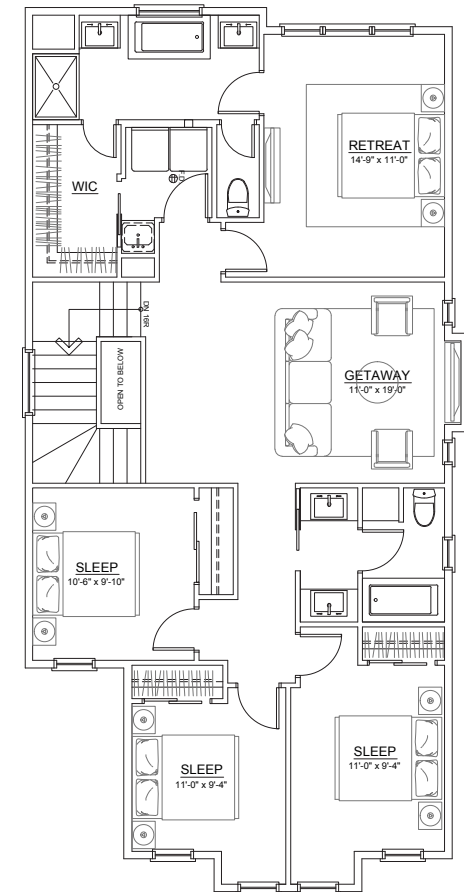 RETREAT
14'-9" x 11'-0"
F.D.
WIC
DN 16R
OPEN TO BELOW
GETAWAY
11'-0" x 19'-0"
SLEEP
10'-6" x 9'-10"
SLEEP
11'-0" x 9'-4"
SLEEP
11'-0" x 9'-4"